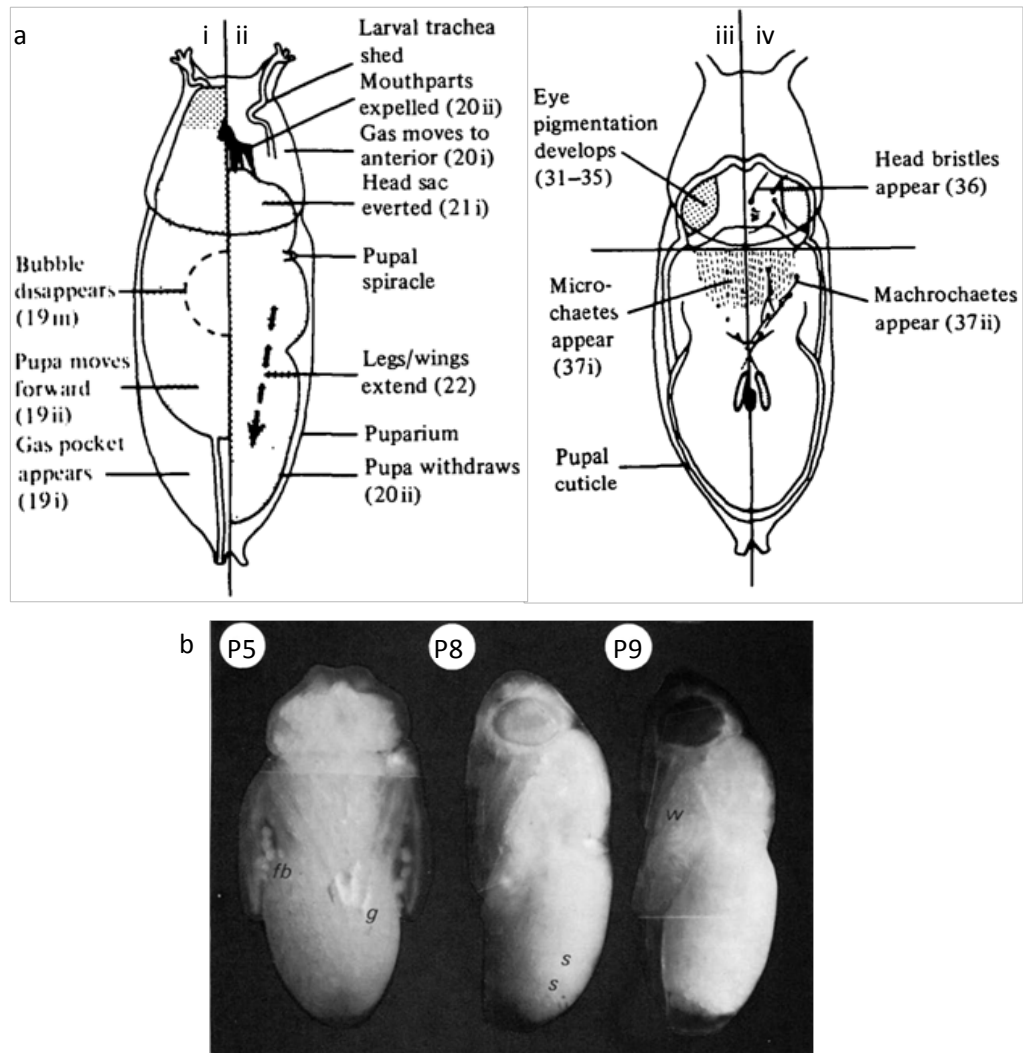 a
i ii
Larval trachea
shed
Mouthparts
expelled (20ii)
Gas moves to
anterior (20i)
Head sac
everted (21i)
Pupal
spiracle
Legs/wings
extend (22)
Puparium
Pupa withdraws
(20ii)
Bubble
disappears
(19iii)
Pupa moves
forward
(19ii)
Gas pocket
appears
(19i)
iii iv
Eye
pigmentation
develops
(31–35)
Head bristles
appear (36)
Micro-
chaetes
appear
(37i)
Machrochaetes
appear (37ii)
Pupal
cuticle
b
P5
P8
P9
fb
g
s
s
w